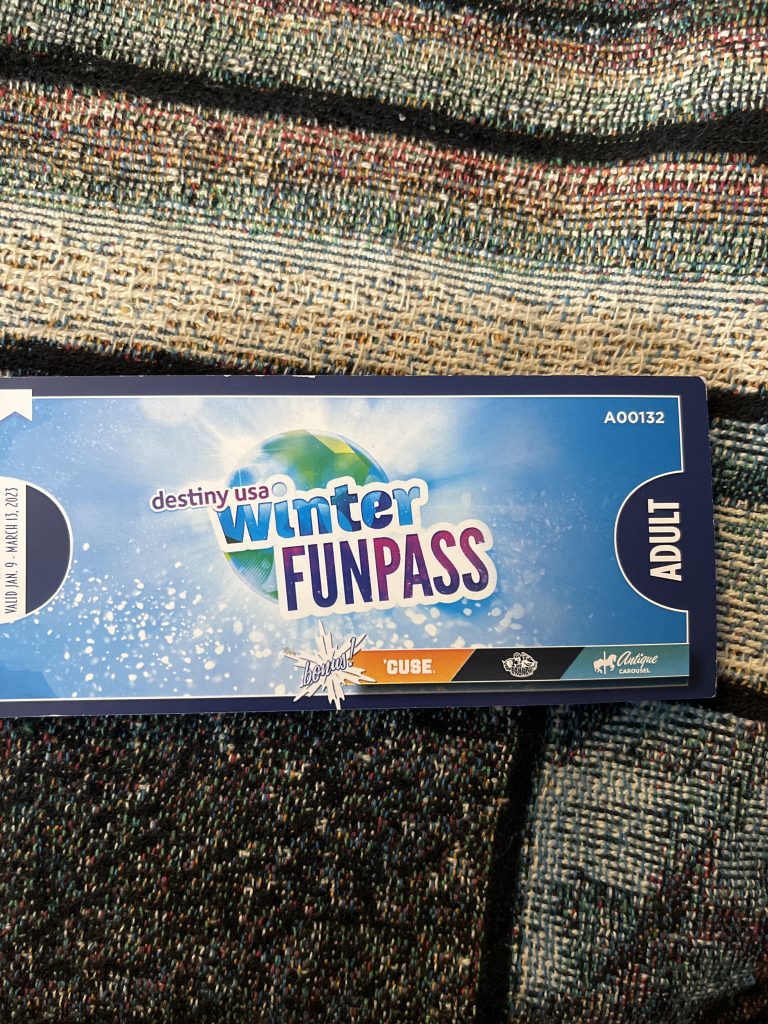 A00132
destiny usa
winter
FUNPASS
ADULT
VALID JAN. 9 - MARCH 13, 2023
bonus!
'CUSE
Antique
CAROUSEL